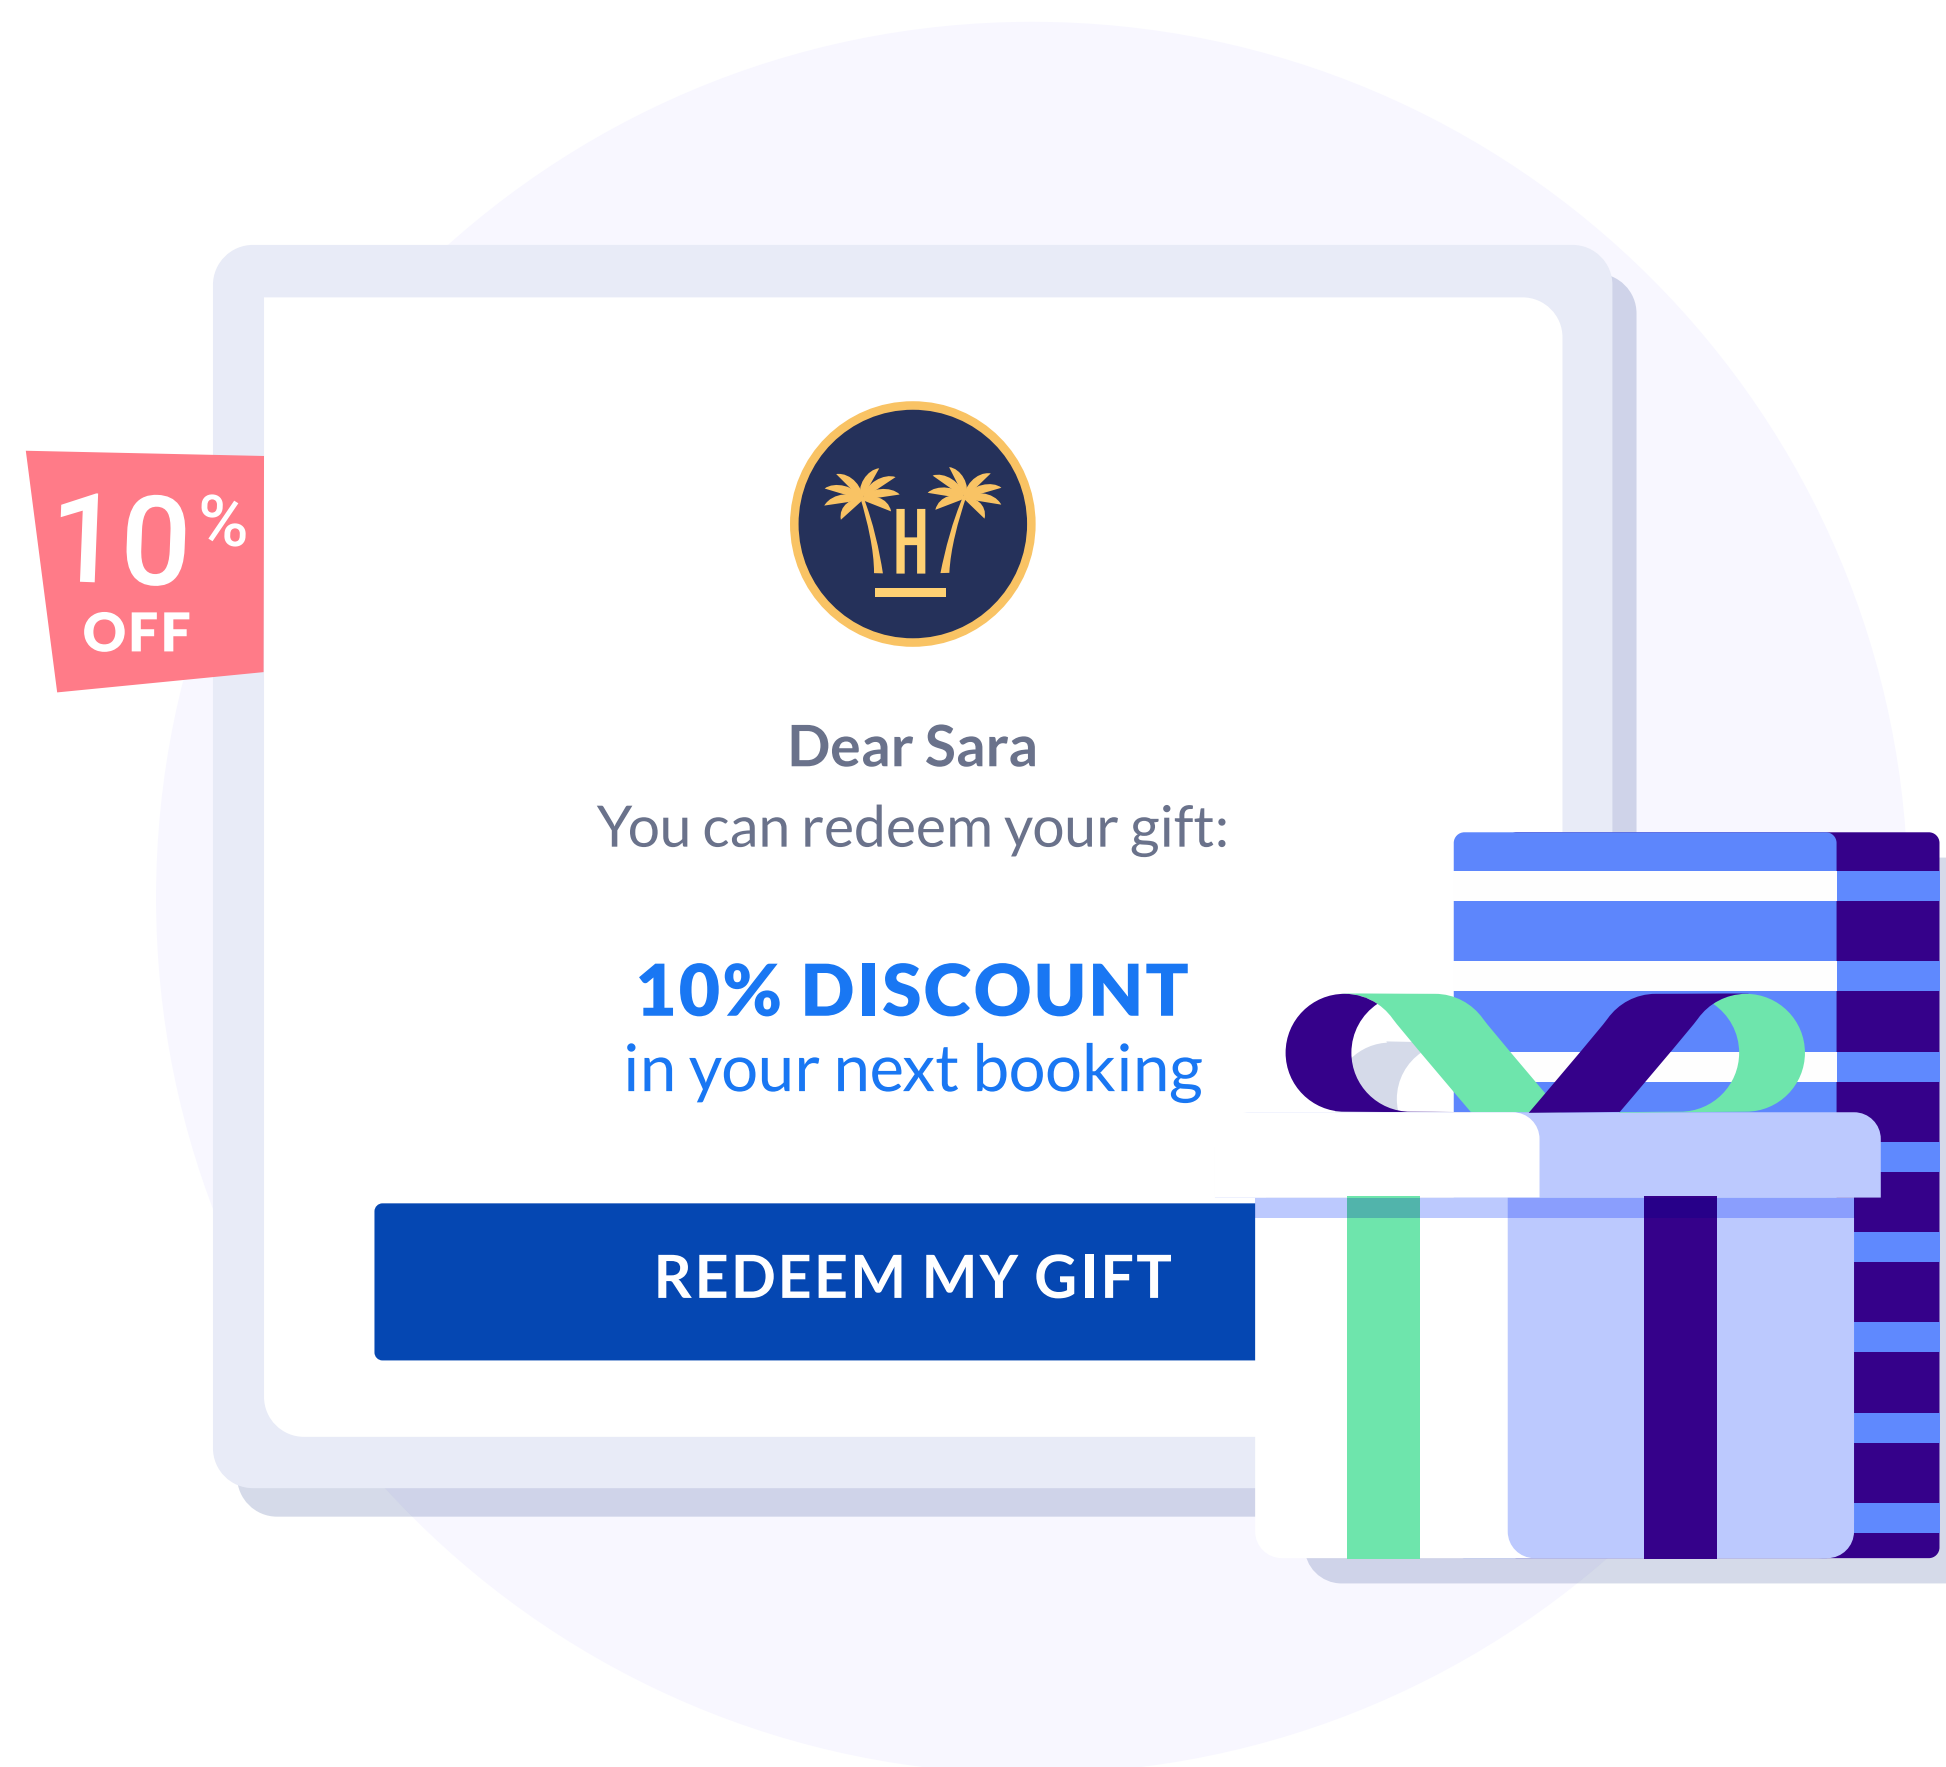 10%
OFF
H
Dear Sara
You can redeem your gift:
10% DISCOUNT
in your next booking
REDEEM MY GIFT